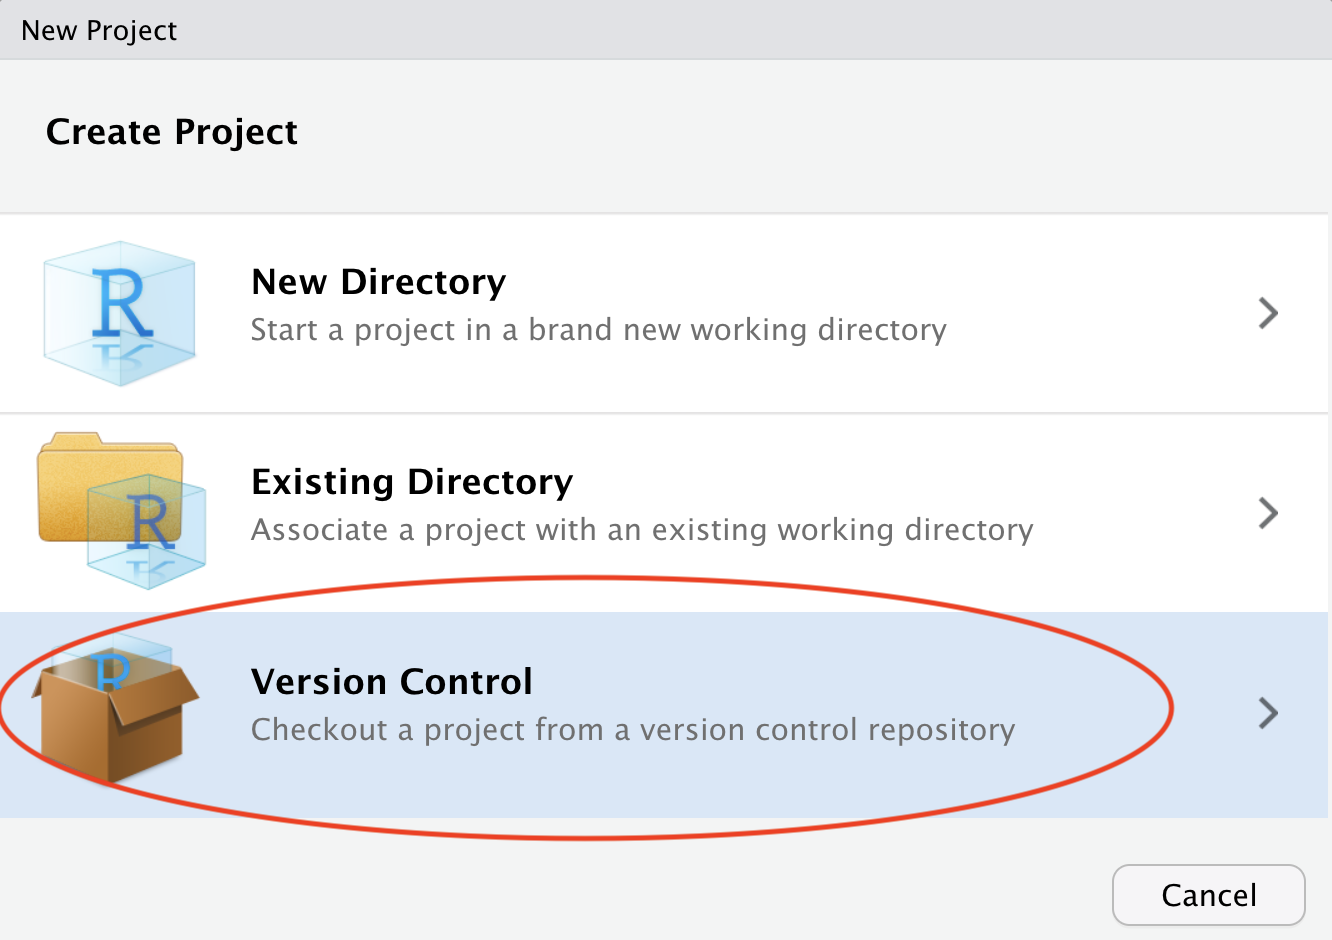 New Project
Create Project
R
New Directory
Start a project in a brand new working directory
R
Existing Directory
Associate a project with an existing working directory
R
Version Control
Checkout a project from a version control repository
Cancel